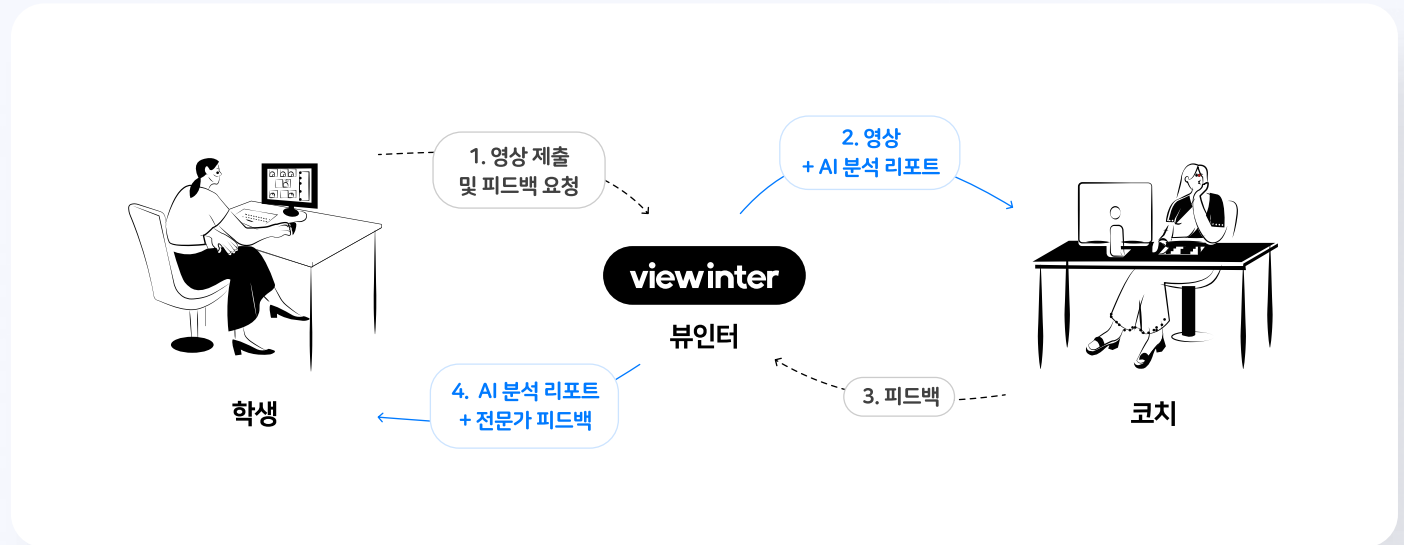 1. 영상 제출
및 피드백 요청
2. 영상
+ AI 분석 리포트
viewinter
뷰인터
3. 피드백
4. AI 분석 리포트
+ 전문가 피드백
학생
코치